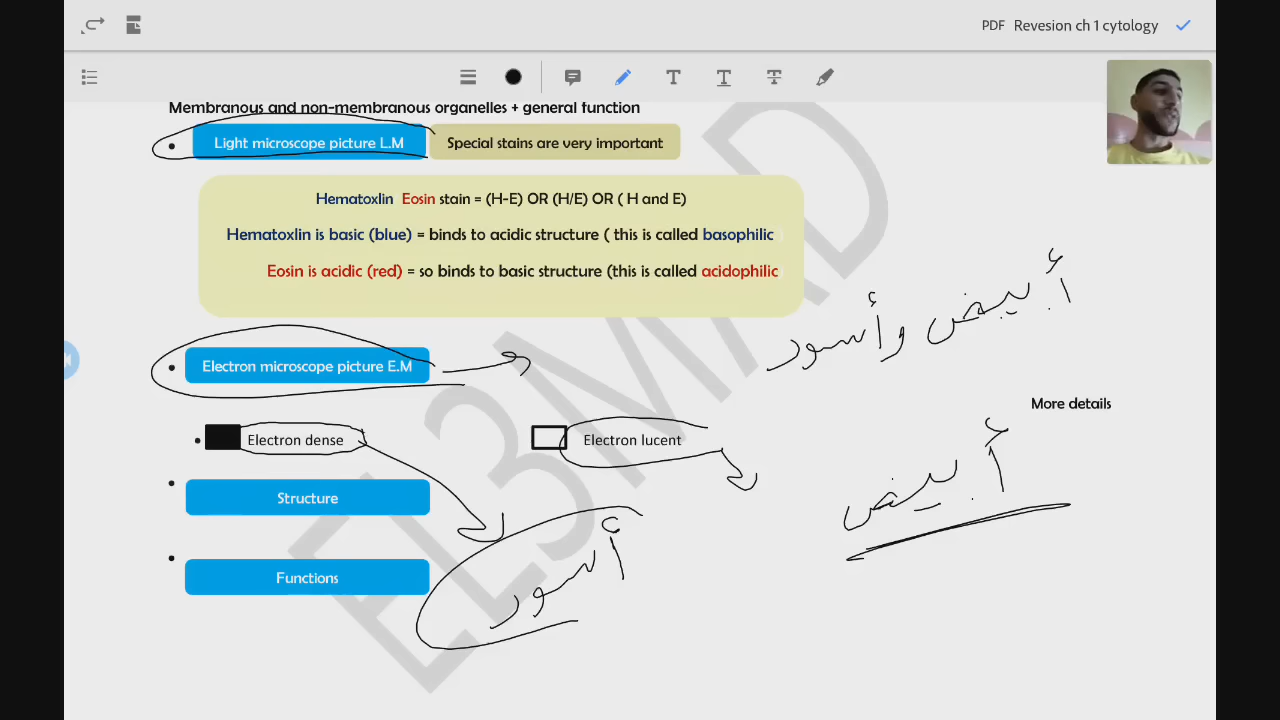 PDF Revesion ch 1 cytology
Membranous and non-membranous organelles + general function
Light microscope picture L.M
Special stains are very important
Hematoxlin Eosin stain = (H-E) OR (H/E) OR ( H and E)
Hematoxlin is basic (blue) = binds to acidic structure ( this is called basophilic
Eosin is acidic (red) = so binds to basic structure (this is called acidophilic
أبيض وأسود
Electron microscope picture E.M
More details
Electron dense
Electron lucent
أبيض
Structure
أسود
Functions
EL3MAD